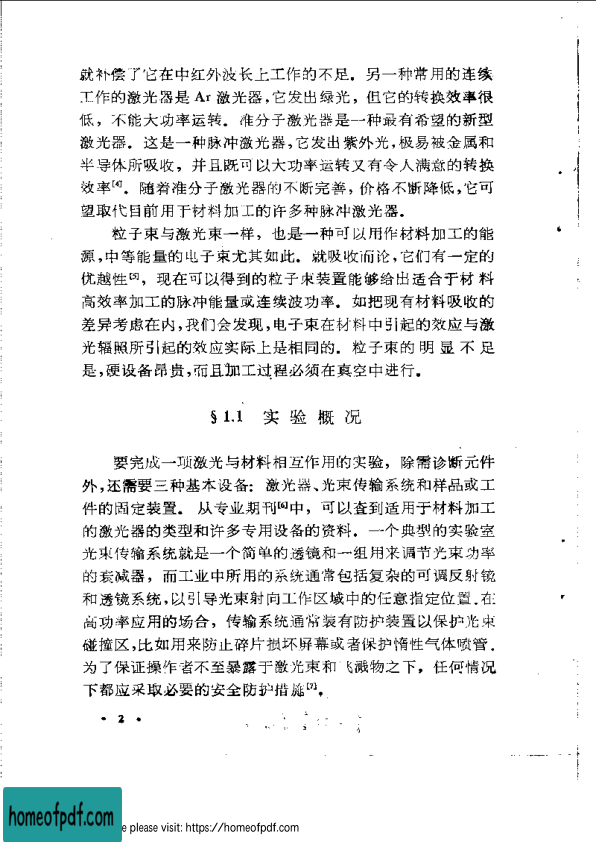 就补偿了它在中红外波长上工作的不足。另一种常用的连续
工作的激光器是 Ar 激光器,它发出绿光,但它的转换效率很
低,不能大功率运转。准分子激光器是一种最有希望的新型
激光器。这是一种脉冲激光器,它发出紫外光,极易被金属和
半导体所吸收,并且既可以大功率运转又有令人满意的转换
效率[4]。随着准分子激光器的不断完善,价格不断降低,它可
望取代目前用于材料加工的许多种脉冲激光器。
粒子束与激光束一样,也是一种可以用作材料加工的能
源,中等能量的电子束尤其如此。就吸收而论,它们有一定的
优越性[5],现在可以得到的粒子束装置能够给出适合于材料
高效率加工的脉冲能量或连续波功率。如把现有材料吸收的
差异考虑在内,我们会发现,电子束在材料中引起的效应与激
光辐照所引起的效应实际上是相同的。粒子束的明显不足
是,硬设备昂贵,而且加工过程必须在真空中进行。
§1.1 实验概况
要完成一项激光与材料相互作用的实验,除需诊断元件
外,还需要三种基本设备:激光器、光束传输系统和样品或工
件的固定装置。从专业期刊[6]中,可以查到适用于材料加工
的激光器的类型和许多专用设备的资料。一个典型的实验室
光束传输系统就是一个简单的透镜和一组用来调节光束功率
的衰减器,而工业中所用的系统通常包括复杂的可调反射镜
和透镜系统,以引导光束射向工作区域中的任意指定位置。在
高功率应用的场合,传输系统通常装有防护装置以保护光束
碰撞区,比如用来防止碎片损坏屏幕或者保护惰性气体喷管。
为了保证操作者不至暴露于激光束和飞溅物之下,任何情况
下都应采取必要的安全防护措施[7]。
• 2 •
homeofpdf.com
e please visit: https://homeofpdf.com